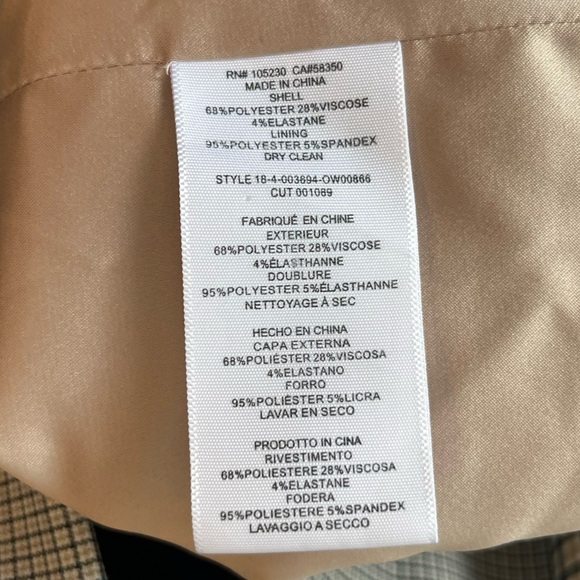 RN# 105230 CA#58350
MADE IN CHINA
SHELL
68%POLYESTER 28%VISCOSE
4%ELASTANE
LINING
95%POLYESTER 5%SPANDEX
DRY CLEAN
STYLE 18-4-003694-OW00866
CUT 001089
FABRIQUÉ EN CHINE
EXTERIEUR
68%POLYESTER 28%VISCOSE
4%ÉLASTHANNE
DOUBLURE
95%POLYESTER 5%ÉLASTHANNE
NETTOYAGE À SEC
HECHO EN CHINA
CAPA EXTERNA
68%POLIÉSTER 28%VISCOSA
4%ELASTANO
FORRO
95%POLIÉSTER 5%LICRA
LAVAR EN SECO
PRODOTTO IN CINA
RIVESTIMENTO
68%POLIESTERE 28%VISCOSA
4%ELASTANE
FODERA
95%POLIESTERE 5%SPANDEX
LAVAGGIO A SECCO